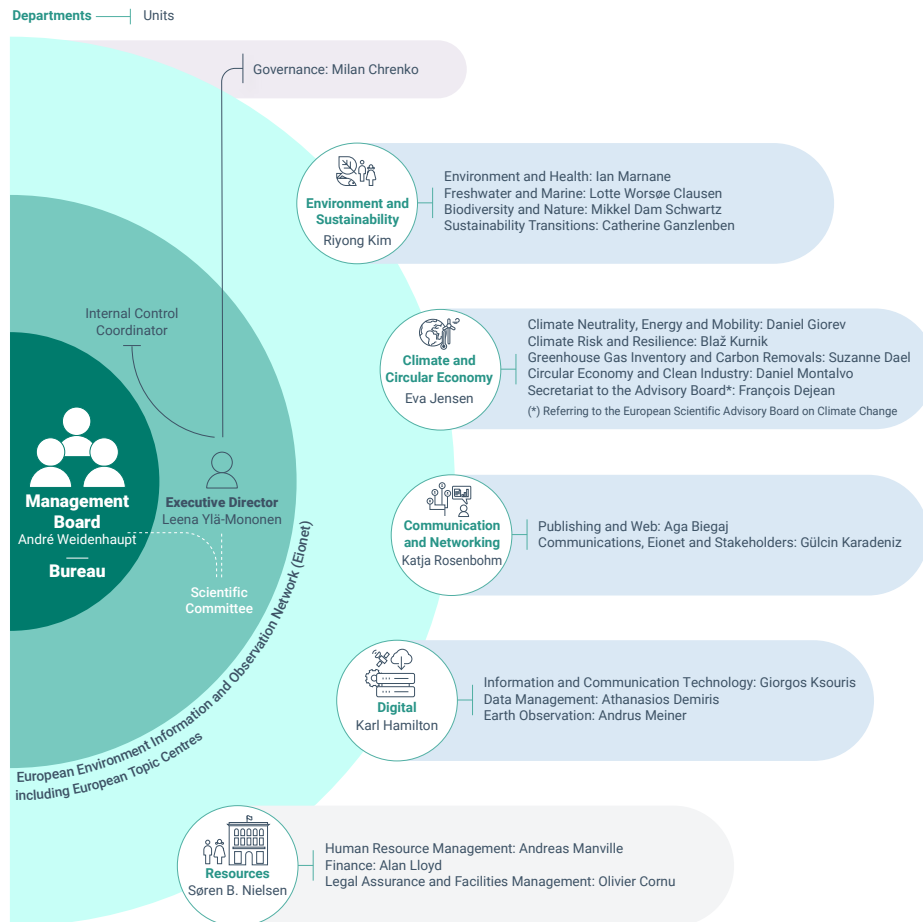 Departments Units
Governance: Milan Chrenko
Environment and
Sustainability
Riyong Kim
Environment and Health: Ian Marnane
Freshwater and Marine: Lotte Worsøe Clausen
Biodiversity and Nature: Mikkel Dam Schwartz
Sustainability Transitions: Catherine Ganzlenben
Internal Control
Coordinator
Climate and
Circular Economy
Eva Jensen
Climate Neutrality, Energy and Mobility: Daniel Giorev
Climate Risk and Resilience: Blaž Kurnik
Greenhouse Gas Inventory and Carbon Removals: Suzanne Dael
Circular Economy and Clean Industry: Daniel Montalvo
Secretariat to the Advisory Board*: François Dejean
(*) Referring to the European Scientific Advisory Board on Climate Change
Management
Board
André Weidenhaupt
Bureau
Executive Director
Leena Ylä-Mononen
Scientific
Committee
Communication
and Networking
Katja Rosenbohm
Publishing and Web: Aga Biegaj
Communications, Eionet and Stakeholders: Gülcin Karadeniz
European Environment Information and Observation Network (Eionet)
including European Topic Centres
Digital
Karl Hamilton
Information and Communication Technology: Giorgos Ksouris
Data Management: Athanasios Demiris
Earth Observation: Andrus Meiner
Resources
Søren B. Nielsen
Human Resource Management: Andreas Manville
Finance: Alan Lloyd
Legal Assurance and Facilities Management: Olivier Cornu